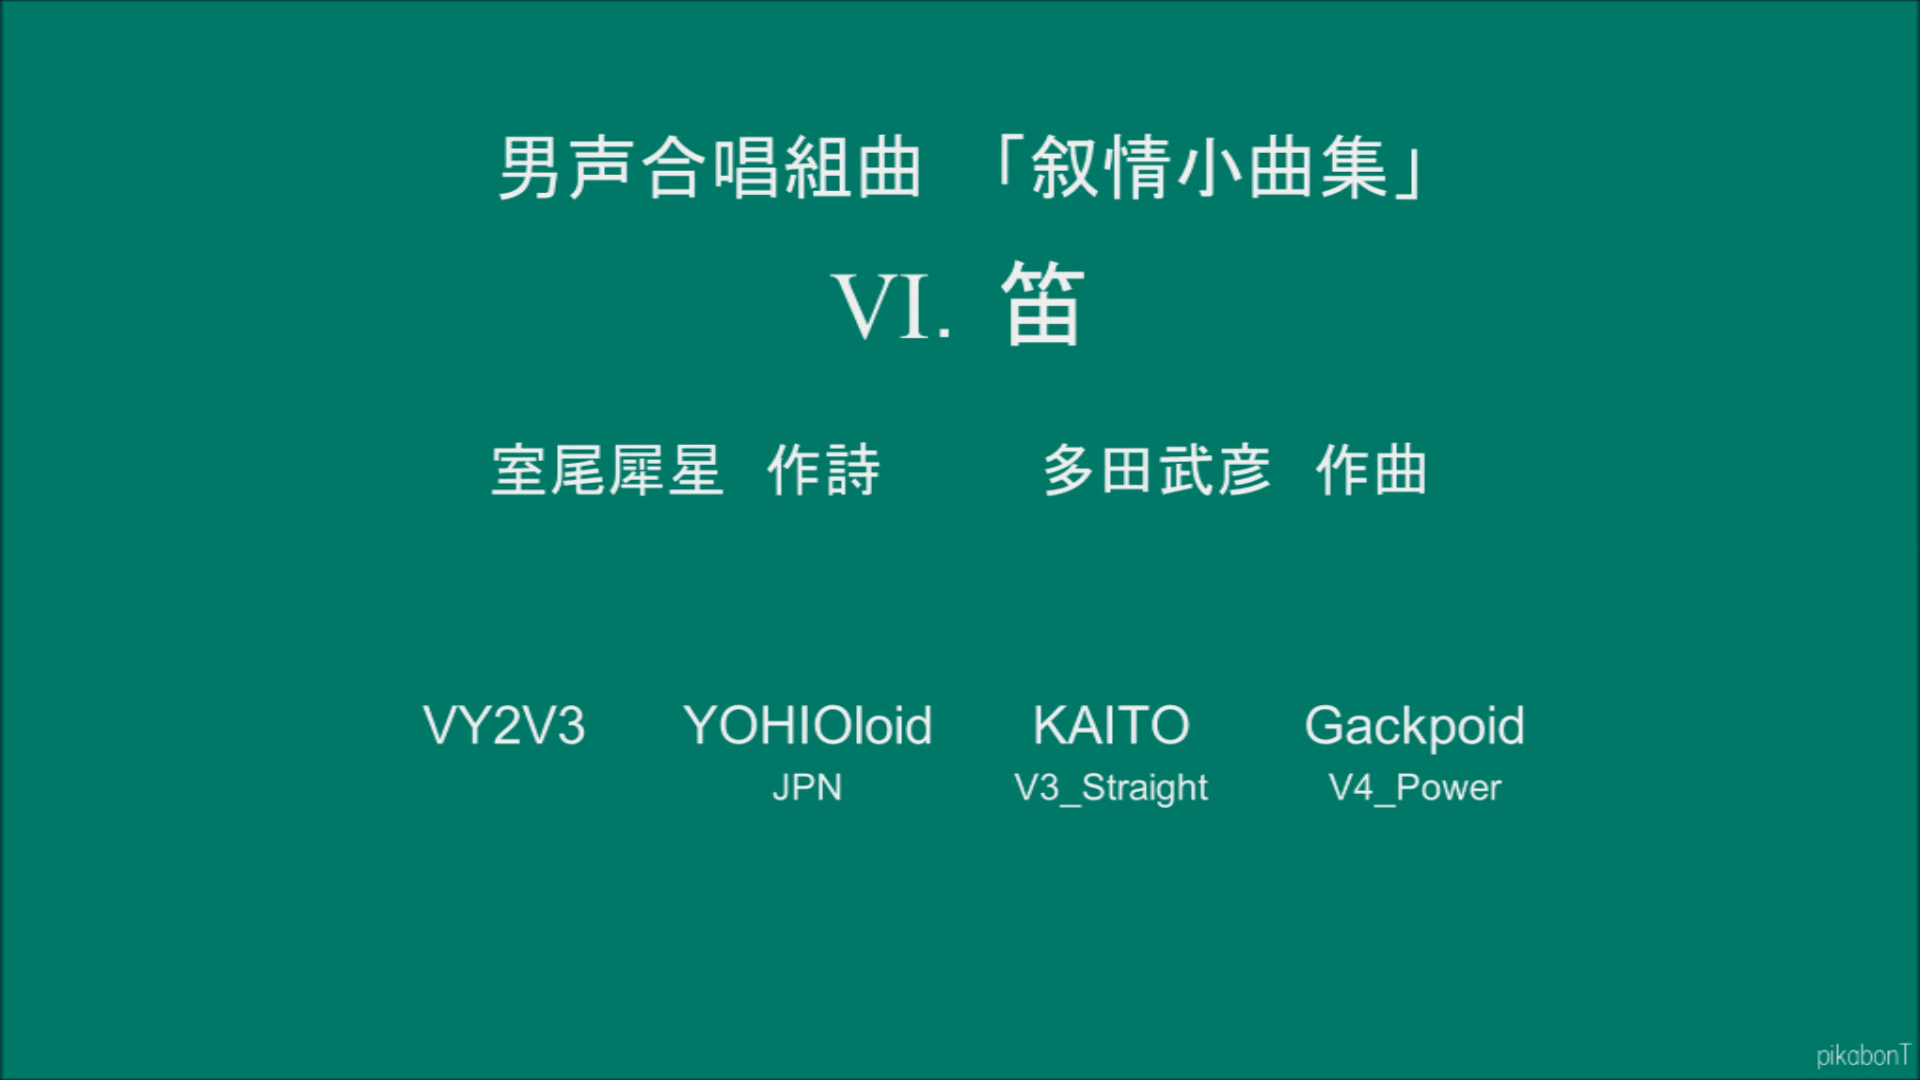 男声合唱組曲 「叙情小曲集」
VI. 笛
室尾犀星 作詩 多田武彦 作曲
VY2V3 YOHIOloid KAITO Gackpoid
JPN V3_Straight V4_Power
pikabonT